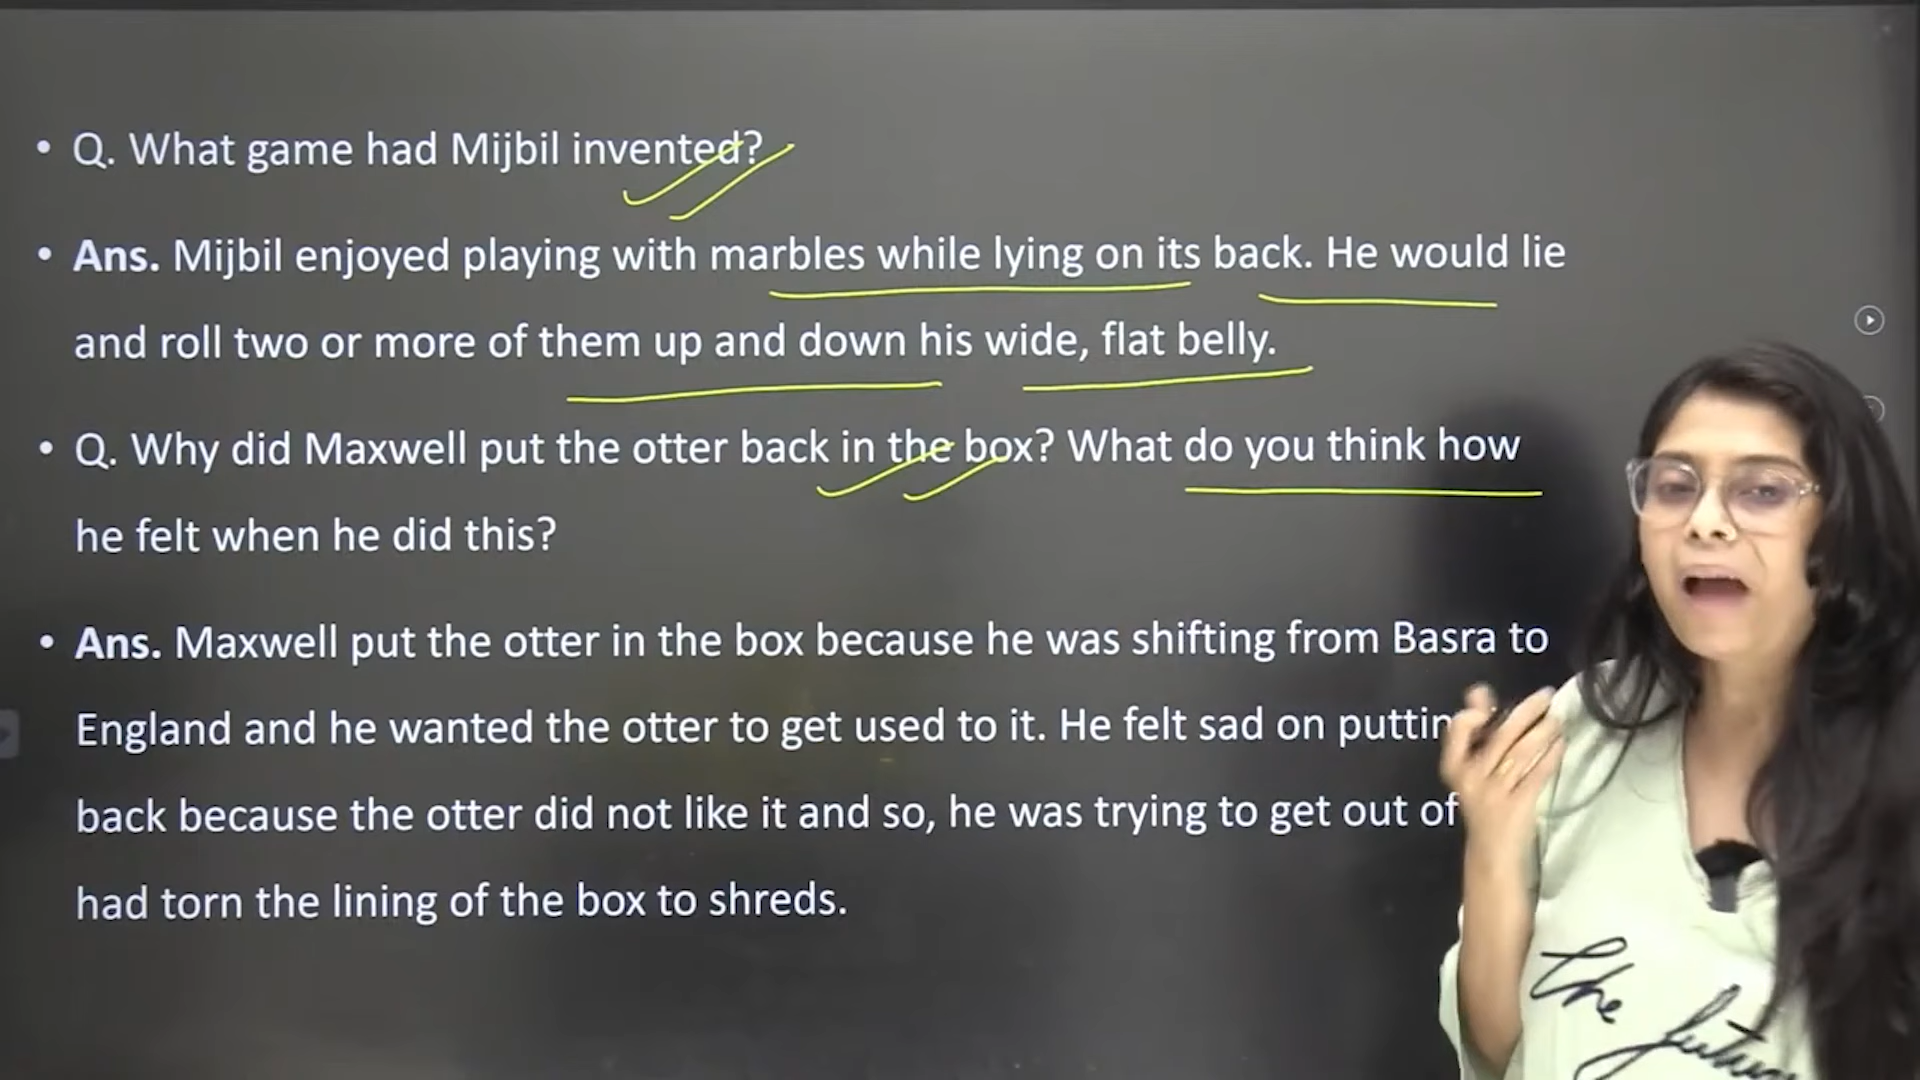 • Q. What game had Mijbil invented?
• Ans. Mijbil enjoyed playing with marbles while lying on its back. He would lie
and roll two or more of them up and down his wide, flat belly.
• Q. Why did Maxwell put the otter back in the box? What do you think how
he felt when he did this?
• Ans. Maxwell put the otter in the box because he was shifting from Basra to
England and he wanted the otter to get used to it. He felt sad on
back because the otter did not like it and so, he was trying to get out of
had torn the lining of the box to shreds.
the future